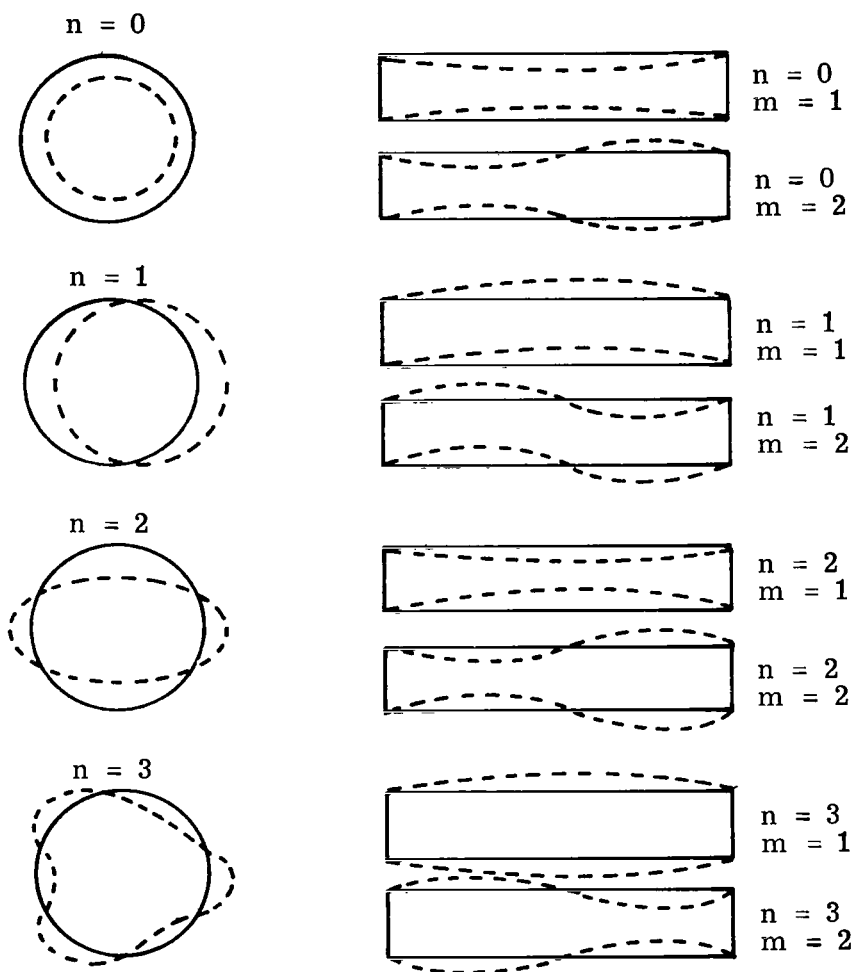 n = 0
n = 0
m = 1
n = 0
m = 2
n = 1
n = 1
m = 1
n = 1
m = 2
n = 2
n = 2
m = 1
n = 2
m = 2
n = 3
n = 3
m = 1
n = 3
m = 2